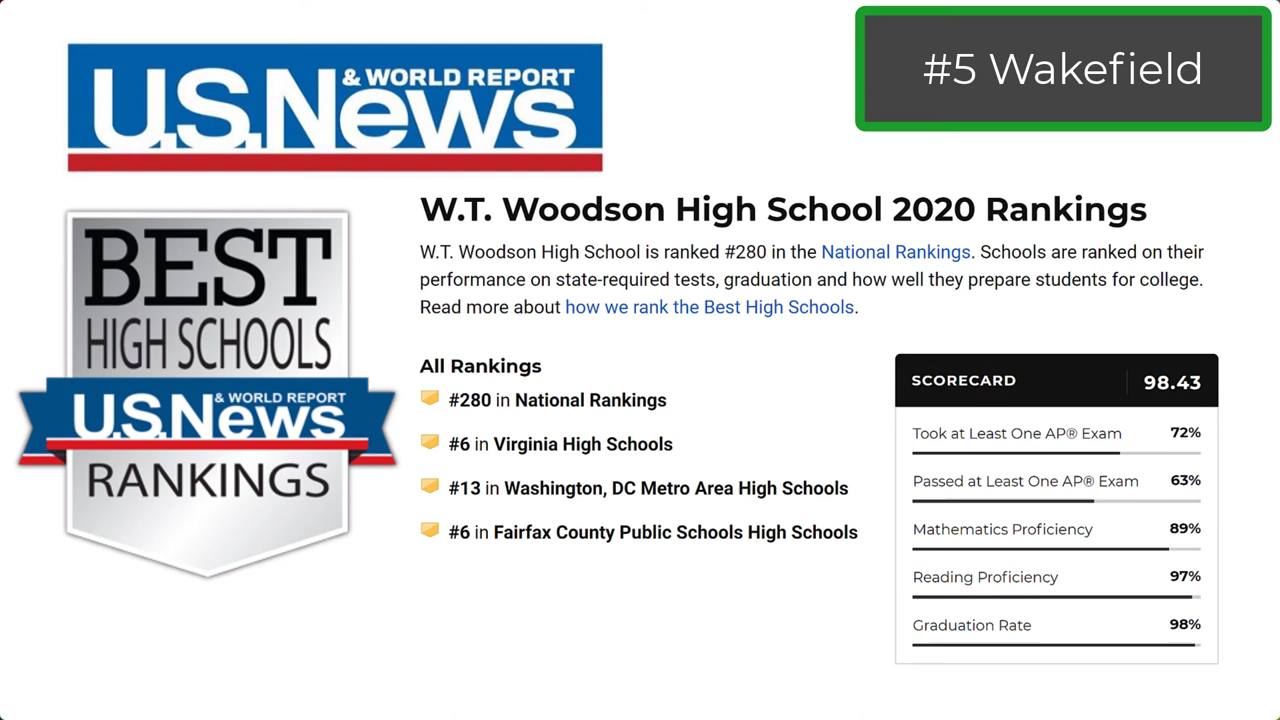 #5 Wakefield
U.S. News
& WORLD REPORT
W.T. Woodson High School 2020 Rankings
W.T. Woodson High School is ranked #280 in the National Rankings. Schools are ranked on their
performance on state-required tests, graduation and how well they prepare students for college.
Read more about how we rank the Best High Schools.
BEST
HIGH SCHOOLS
U.S. News
& WORLD REPORT
RANKINGS
All Rankings
#280 in National Rankings
#6 in Virginia High Schools
#13 in Washington, DC Metro Area High Schools
#6 in Fairfax County Public Schools High Schools
SCORECARD 98.43
Took at Least One AP® Exam 72%
Passed at Least One AP® Exam 63%
Mathematics Proficiency 89%
Reading Proficiency 97%
Graduation Rate 98%